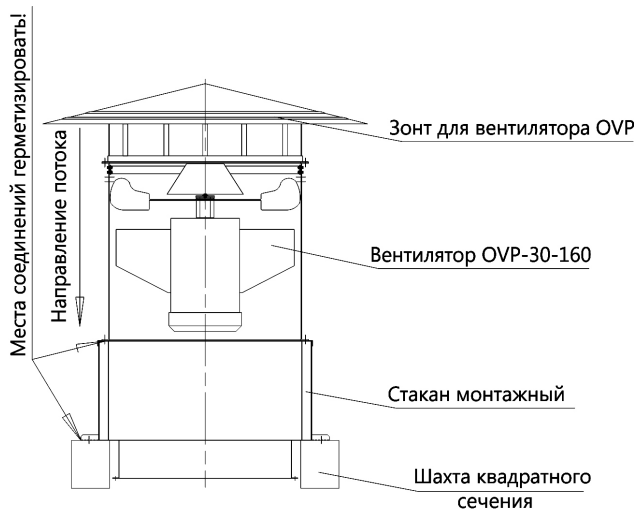 Места соединений герметизировать!
Направление потока
Зонт для вентилятора OVP
Вентилятор OVP-30-160
Стакан монтажный
Шахта квадратного
сечения